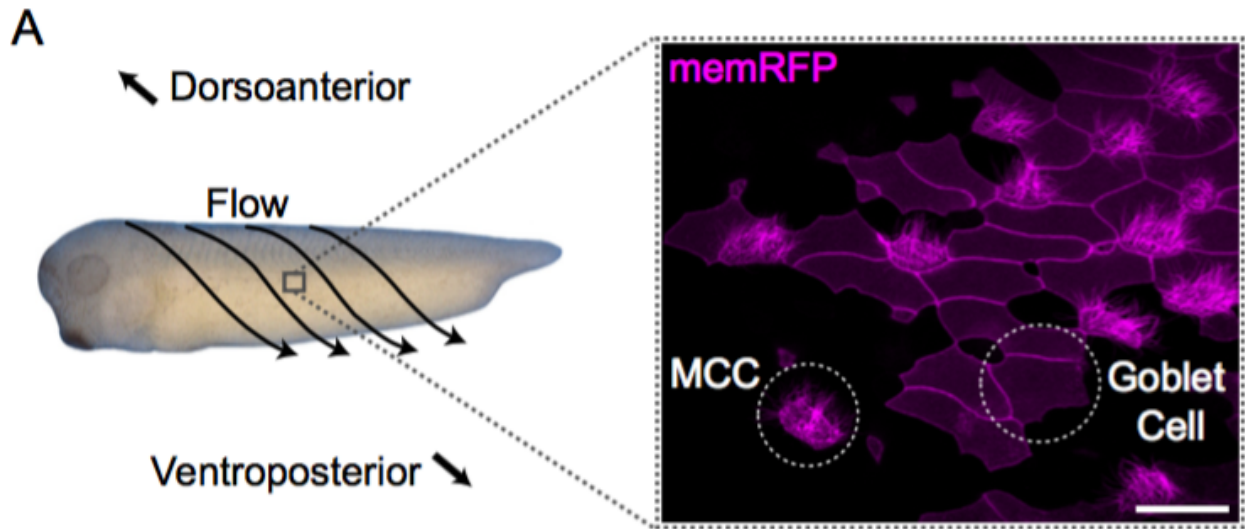 A
Dorsoanterior
Flow
Ventroposterior
memRFP
MCC
Goblet
Cell